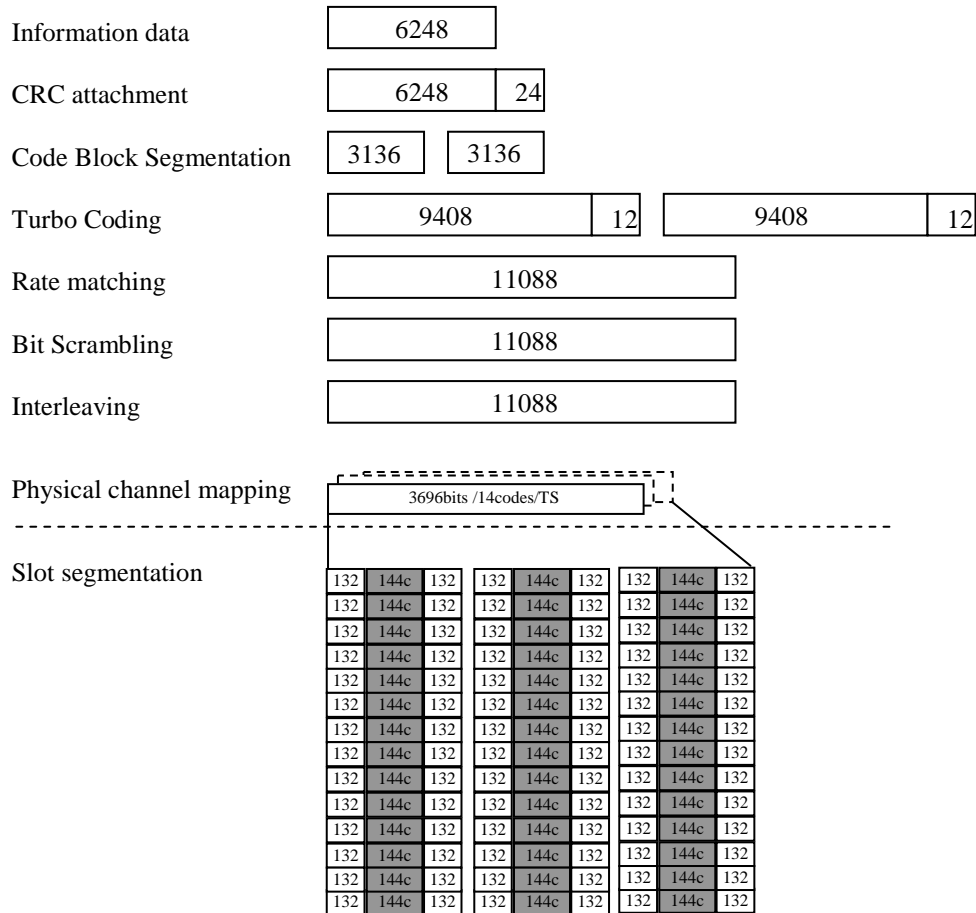 Information data 6248
CRC attachment 6248 24
Code Block Segmentation 3136 3136
Turbo Coding 9408 12 9408 12
Rate matching 11088
Bit Scrambling 11088
Interleaving 11088
Physical channel mapping 3696bits /14codes/TS
Slot segmentation
132 144c 132 132 144c 132 132 144c 132
132 144c 132 132 144c 132 132 144c 132
132 144c 132 132 144c 132 132 144c 132
132 144c 132 132 144c 132 132 144c 132
132 144c 132 132 144c 132 132 144c 132
132 144c 132 132 144c 132 132 144c 132
132 144c 132 132 144c 132 132 144c 132
132 144c 132 132 144c 132 132 144c 132
132 144c 132 132 144c 132 132 144c 132
132 144c 132 132 144c 132 132 144c 132
132 144c 132 132 144c 132 132 144c 132
132 144c 132 132 144c 132 132 144c 132
132 144c 132 132 144c 132 132 144c 132
132 144c 132 132 144c 132 132 144c 132